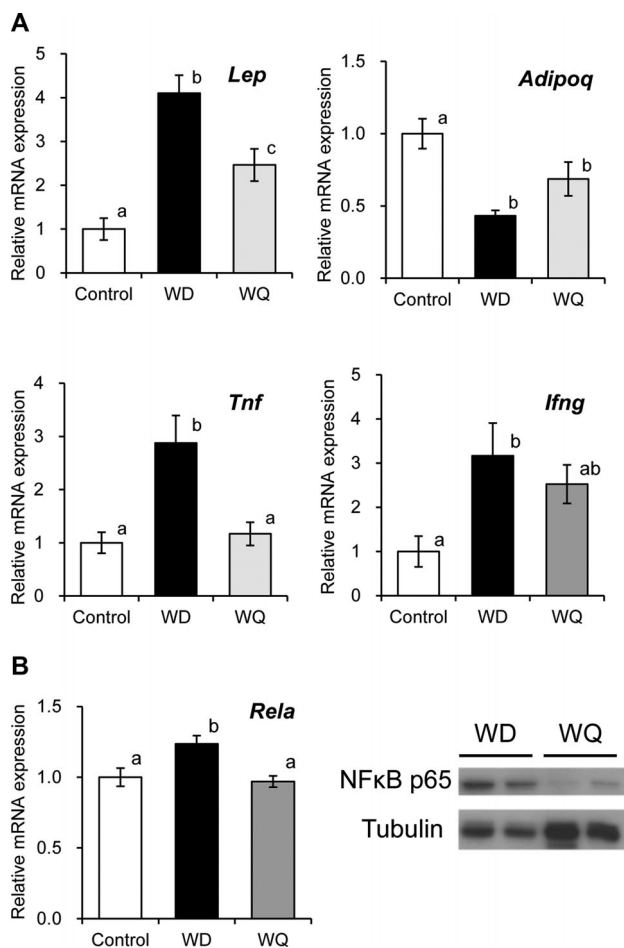 A
Relative mRNA expression
5
4
3
2
1
0
Lep
a
b
c
Control WD WQ
Relative mRNA expression
1.5
1.0
0.5
0.0
Adipoq
a
b
b
Control WD WQ
Relative mRNA expression
4
3
2
1
0
Tnf
a
b
a
Control WD WQ
Relative mRNA expression
5
4
3
2
1
0
Ifng
a
b
ab
Control WD WQ
B
Relative mRNA expression
1.5
1.0
0.5
0.0
Rela
a
b
a
Control WD WQ
WD WQ
NFκB p65
Tubulin